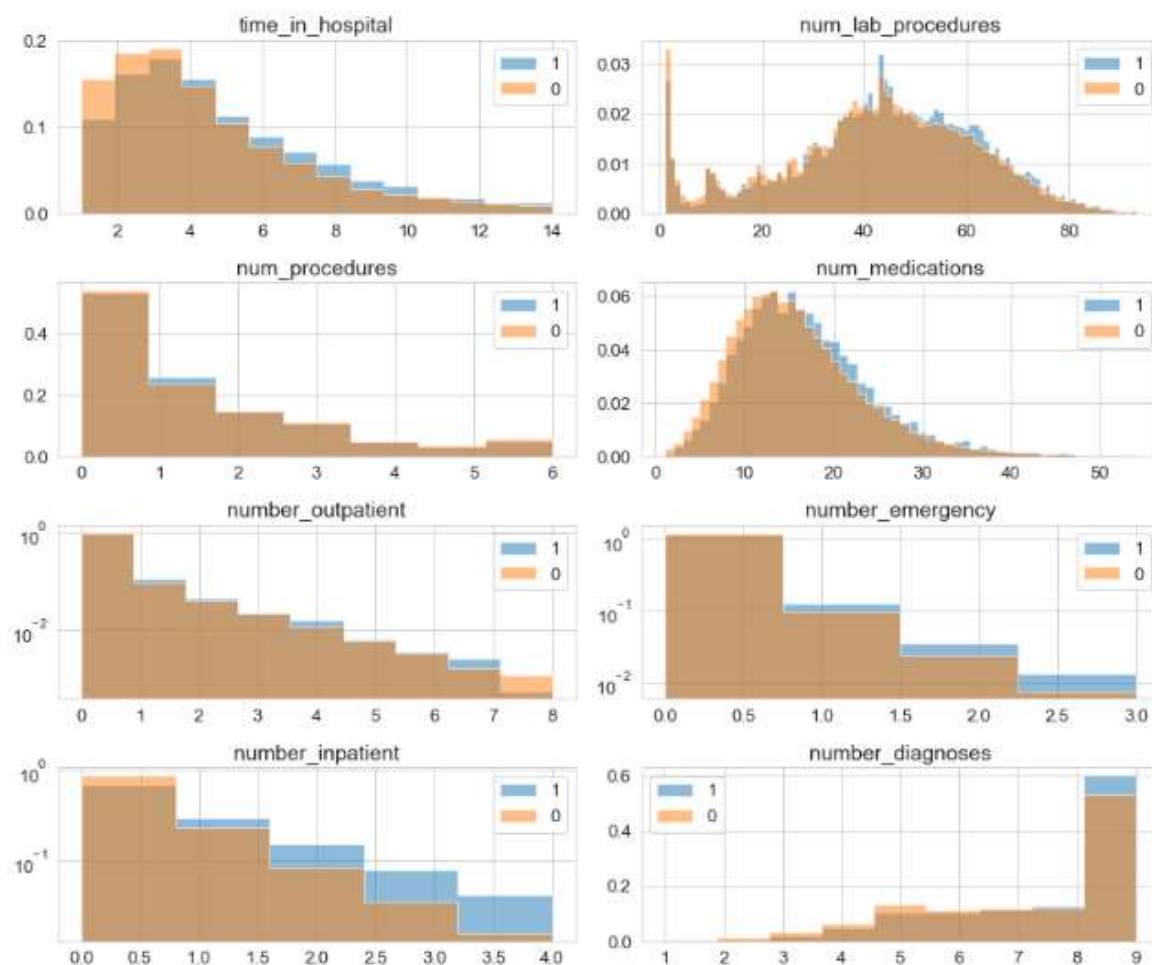 time_in_hospital
0.2
0.1
0.0
1
0
2 4 6 8 10 12 14
num_lab_procedures
0.03
0.02
0.01
0.00
1
0
0 20 40 60 80
num_procedures
0.4
0.2
0.0
1
0
0 1 2 3 4 5 6
num_medications
0.06
0.04
0.02
0.00
1
0
0 10 20 30 40 50
number_outpatient
10^0
10^-2
1
0
0 1 2 3 4 5 6 7 8
number_emergency
10^0
10^-1
10^-2
1
0
0.0 0.5 1.0 1.5 2.0 2.5 3.0
number_inpatient
10^0
10^-1
1
0
0.0 0.5 1.0 1.5 2.0 2.5 3.0 3.5 4.0
number_diagnoses
0.6
0.4
0.2
0.0
1
0
1 2 3 4 5 6 7 8 9